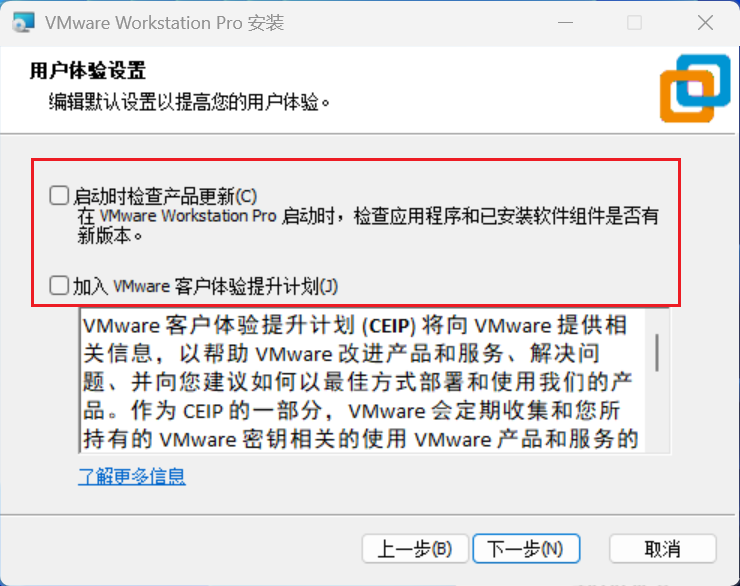 VMware Workstation Pro 安装
用户体验设置
编辑默认设置以提高您的用户体验。
启动时检查产品更新(C)
在 VMware Workstation Pro 启动时，检查应用程序和已安装软件组件是否有
新版本。
加入 VMware 客户体验提升计划(J)
VMware 客户体验提升计划 (CEIP) 将向 VMware 提供相
关信息，以帮助 VMware 改进产品和服务、解决问
题、并向您建议如何以最佳方式部署和使用我们的产
品。作为 CEIP 的一部分，VMware 会定期收集和您所
持有的 VMware 密钥相关的使用 VMware 产品和服务的
了解更多信息
上一步(B)
下一步(N)
取消